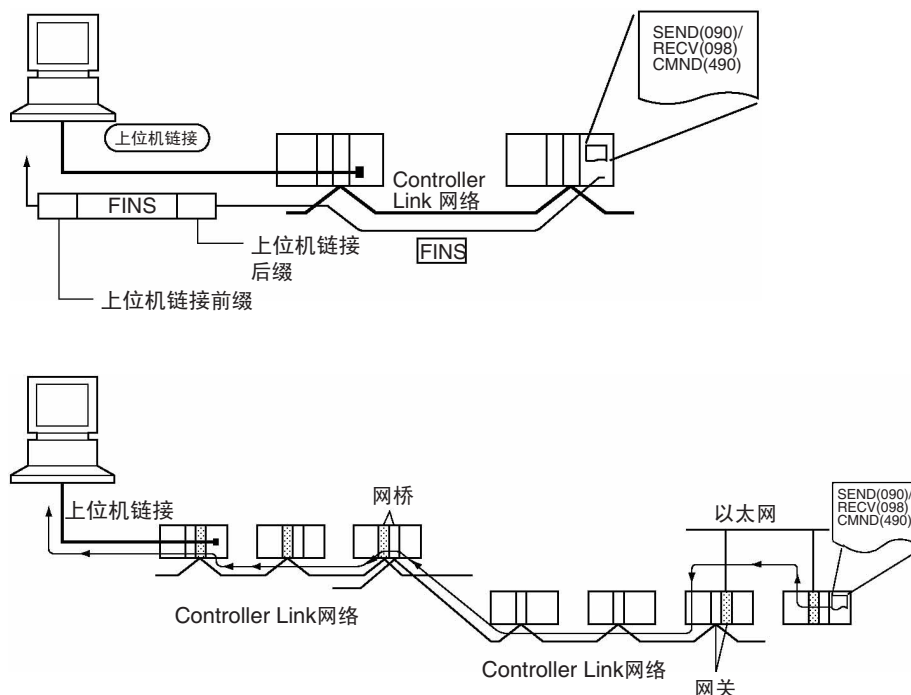 SEND(090)/
RECV(098)
CMND(490)
上位机链接
Controller
Link 网络
FINS
FINS
上位机链接
后缀
上位机链接前缀
上位机链接
网桥
以太网
SEND(090)/
RECV(098)
CMND(490)
Controller Link网络
Controller Link网络
网关